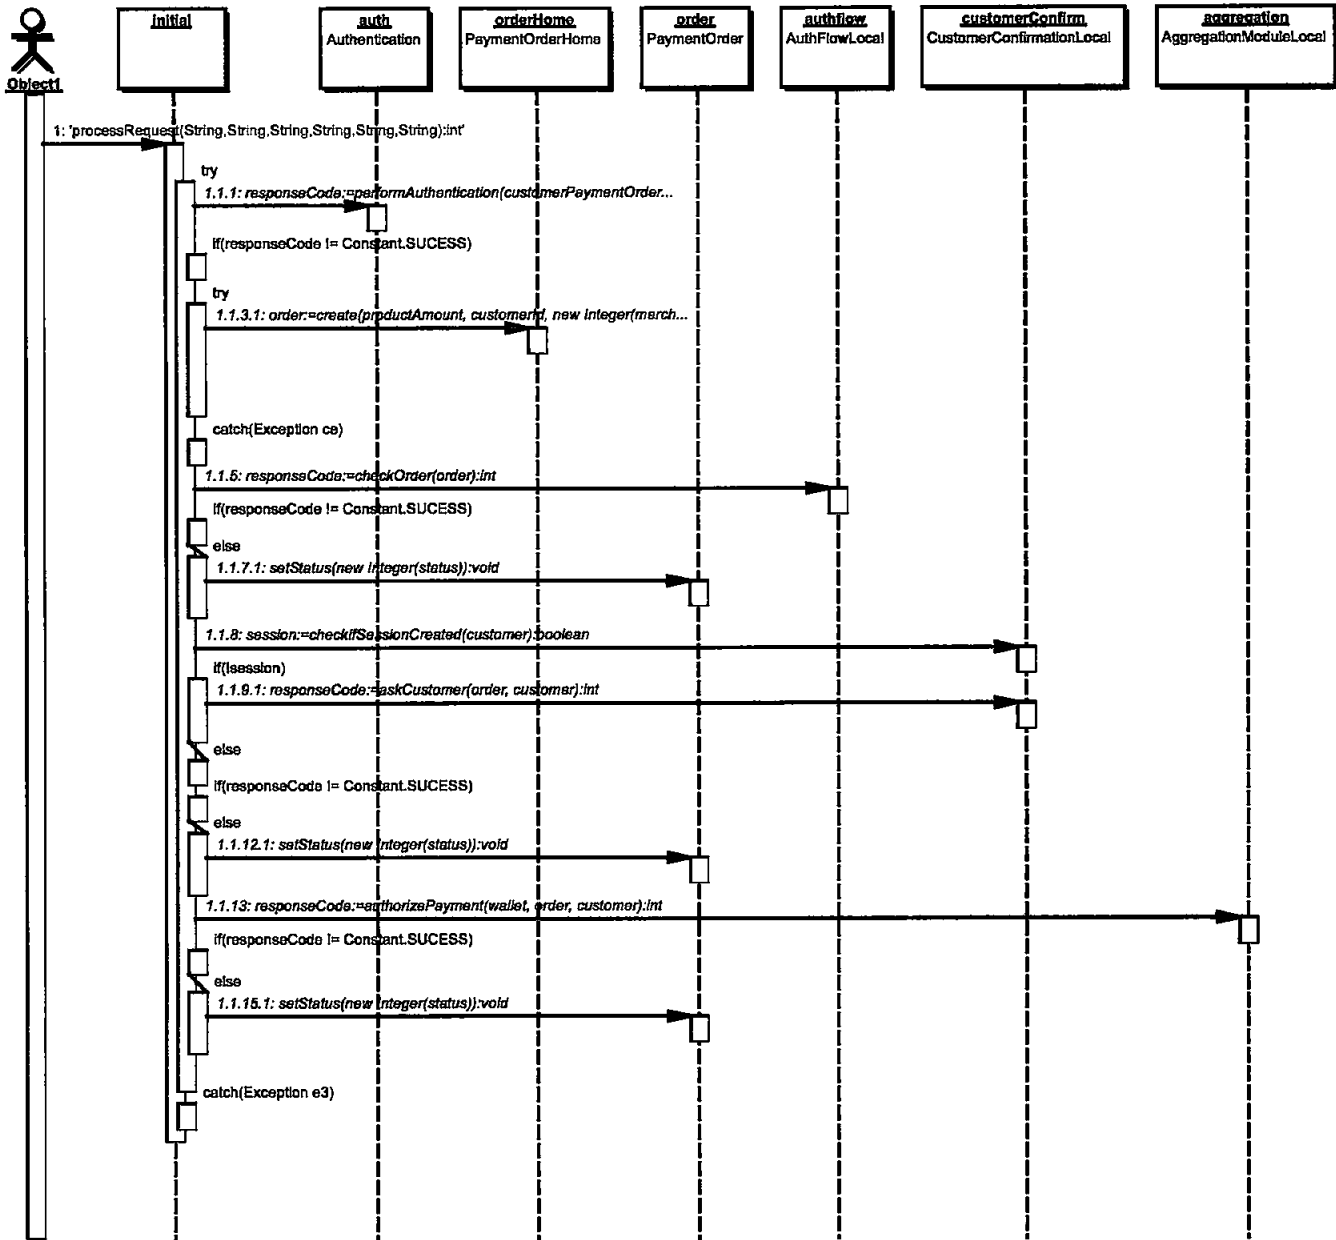 initial
auth
Authentication
orderHome
PaymentOrderHome
order
PaymentOrder
authflow
AuthFlowLocal
customerConfirm
CustomerConfirmationLocal
aggregation
AggregationModuleLocal
Object1
1: 'processRequest(String,String,String,String,String,String):int'
try
1.1.1: responseCode:=performAuthentication(customerPaymentOrder...
if(responseCode != Constant.SUCESS)
try
1.1.3.1: order:=create(productAmount, customerId, new Integer(merch...
catch(Exception ce)
1.1.5: responseCode:=checkOrder(order):int
if(responseCode != Constant.SUCESS)
else
1.1.7.1: setStatus(new Integer(status)):void
1.1.8: session:=checkIfSessionCreated(customer):boolean
if(!session)
1.1.9.1: responseCode:=askCustomer(order, customer):int
else
if(responseCode != Constant.SUCESS)
else
1.1.12.1: setStatus(new Integer(status)):void
1.1.13: responseCode:=authorizePayment(wallet, order, customer):int
if(responseCode != Constant.SUCESS)
else
1.1.15.1: setStatus(new Integer(status)):void
catch(Exception e3)